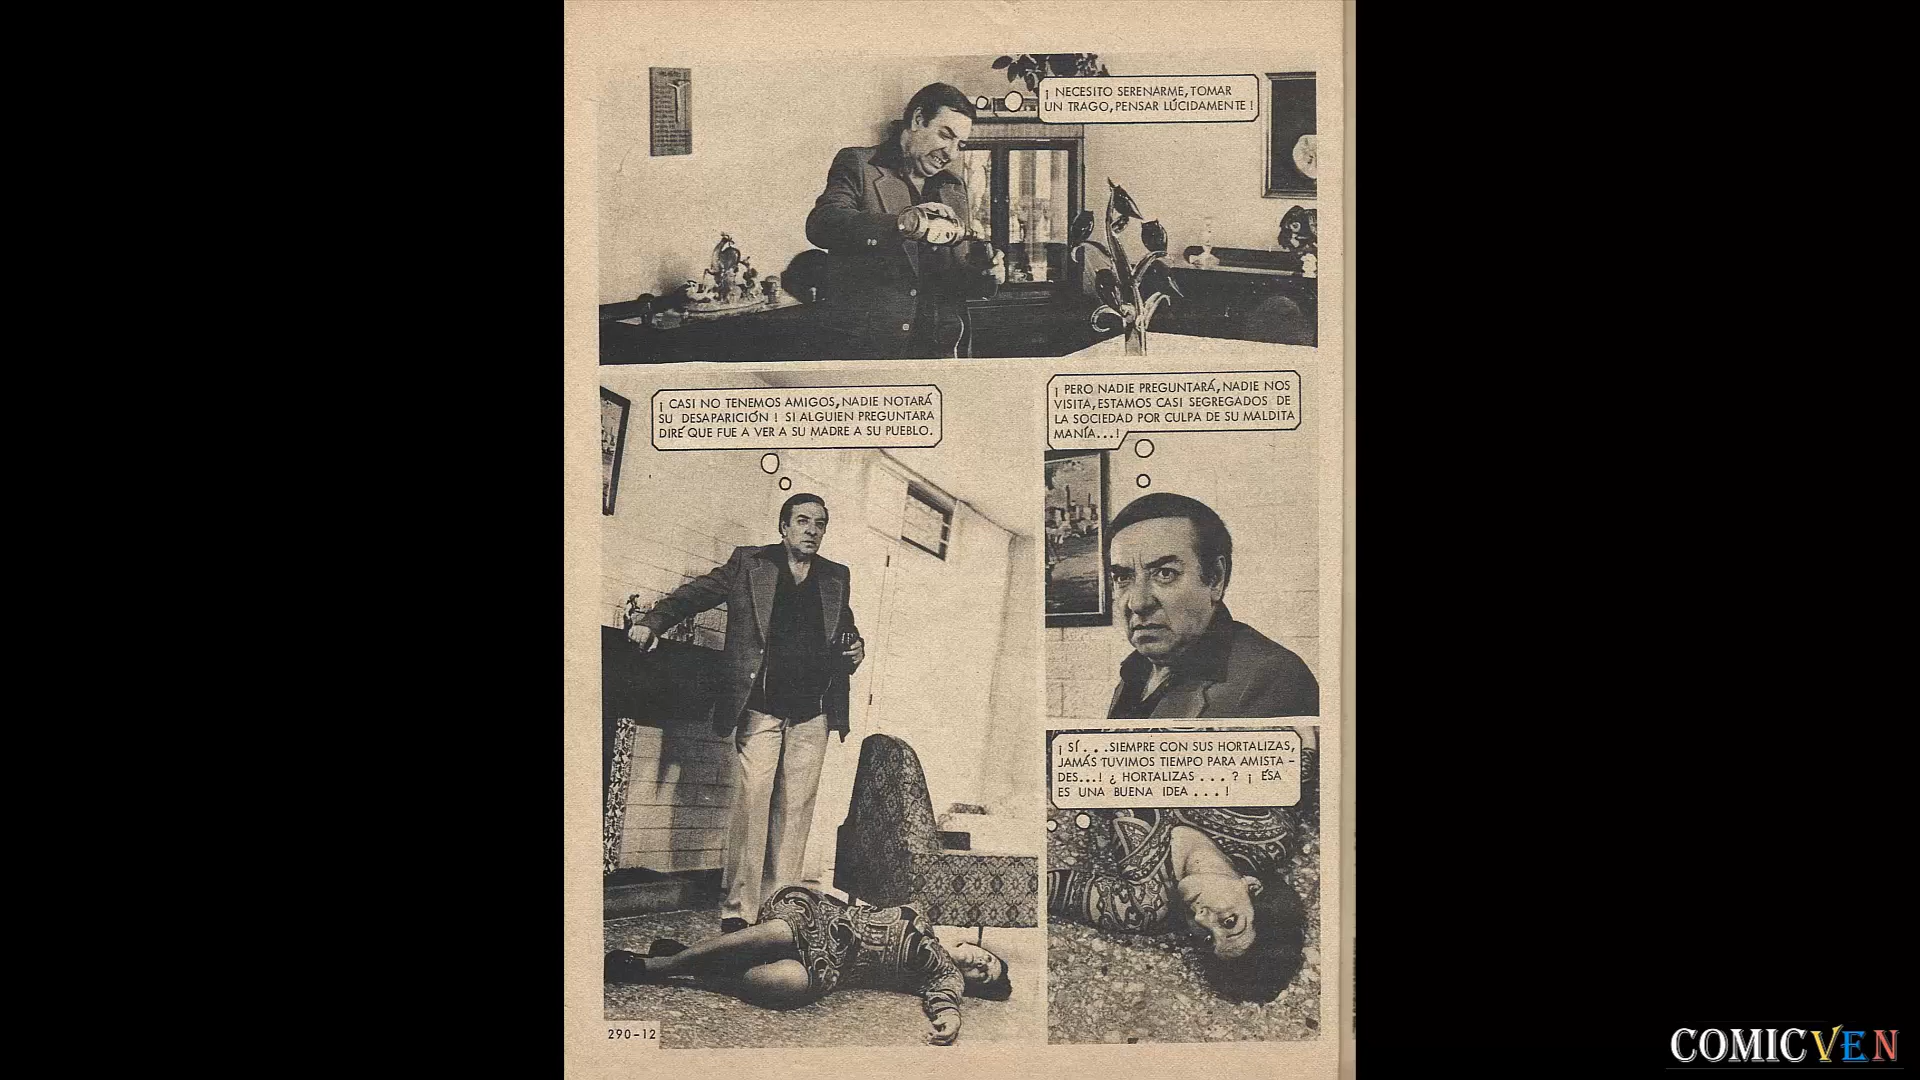 ¡ NECESITO SERENARME, TOMAR
UN TRAGO, PENSAR LÚCIDAMENTE !
¡ CASI NO TENEMOS AMIGOS, NADIE NOTARÁ
SU DESAPARICIÓN ! SI ALGUIEN PREGUNTARA
DIRÉ QUE FUE A VER A SU MADRE A SU PUEBLO.
¡ PERO NADIE PREGUNTARÁ, NADIE NOS
VISITA, ESTAMOS CASI SEGREGADOS DE
LA SOCIEDAD POR CULPA DE SU MALDITA
MANÍA...!
¡ SÍ...SIEMPRE CON SUS HORTALIZAS,
JAMÁS TUVIMOS TIEMPO PARA AMISTA-
DES...! ¿ HORTALIZAS ...? ¡ ÉSA
ES UNA BUENA IDEA ...!
290-12
COMICVEN